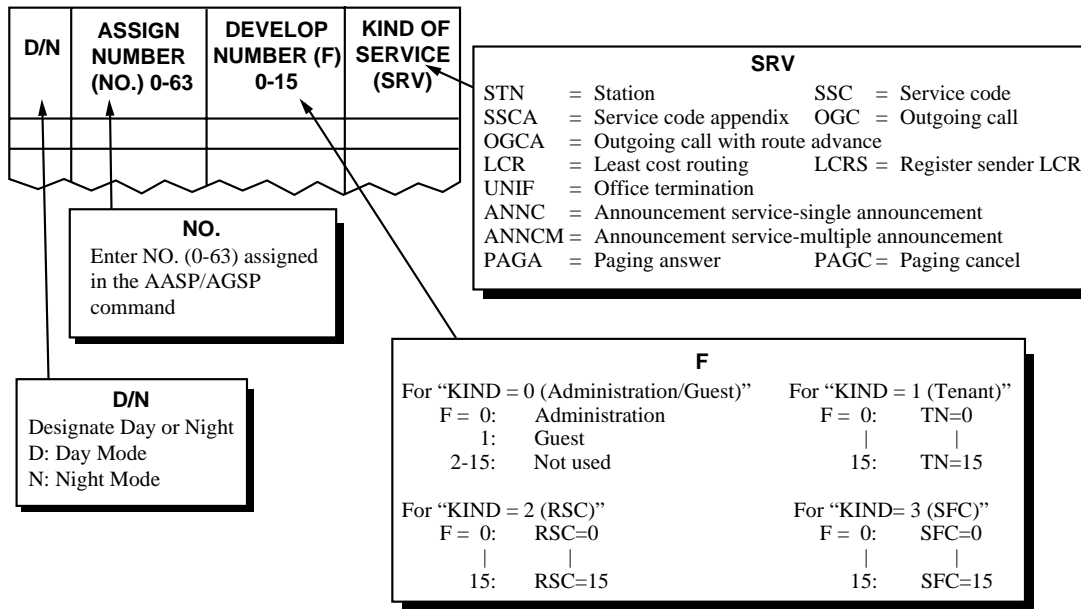 D/N
ASSIGN
NUMBER
(NO.) 0-63
DEVELOP
NUMBER (F)
0-15
KIND OF
SERVICE
(SRV)
SRV
STN = Station SSC = Service code
SSCA = Service code appendix OGC = Outgoing call
OGCA = Outgoing call with route advance
LCR = Least cost routing LCRS = Register sender LCR
UNIF = Office termination
ANNC = Announcement service-single announcement
ANNCM = Announcement service-multiple announcement
PAGA = Paging answer PAGC = Paging cancel
NO.
Enter NO. (0-63) assigned
in the AASP/AGSP
command
D/N
Designate Day or Night
D: Day Mode
N: Night Mode
F
For “KIND = 0 (Administration/Guest)”
F = 0: Administration
1: Guest
2-15: Not used
For “KIND = 1 (Tenant)”
F = 0: TN=0
| |
15: TN=15
For “KIND = 2 (RSC)”
F = 0: RSC=0
| |
15: RSC=15
For “KIND= 3 (SFC)”
F = 0: SFC=0
| |
15: SFC=15